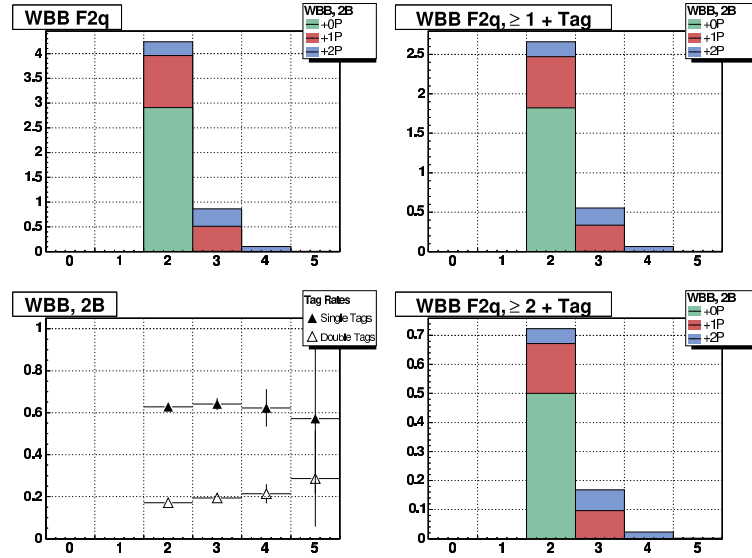 WBB F2q
WBB, 2B
+0P
+1P
+2P
4
3.5
3
2.5
2
1.5
1
0.5
0
0 1 2 3 4 5
WBB F2q, ≥ 1 + Tag
WBB, 2B
+0P
+1P
+2P
2.5
2
1.5
1
0.5
0
0 1 2 3 4 5
WBB, 2B
Tag Rates
Single Tags
Double Tags
1
0.8
0.6
0.4
0.2
0
0 1 2 3 4 5
WBB F2q, ≥ 2 + Tag
WBB, 2B
+0P
+1P
+2P
0.7
0.6
0.5
0.4
0.3
0.2
0.1
0
0 1 2 3 4 5